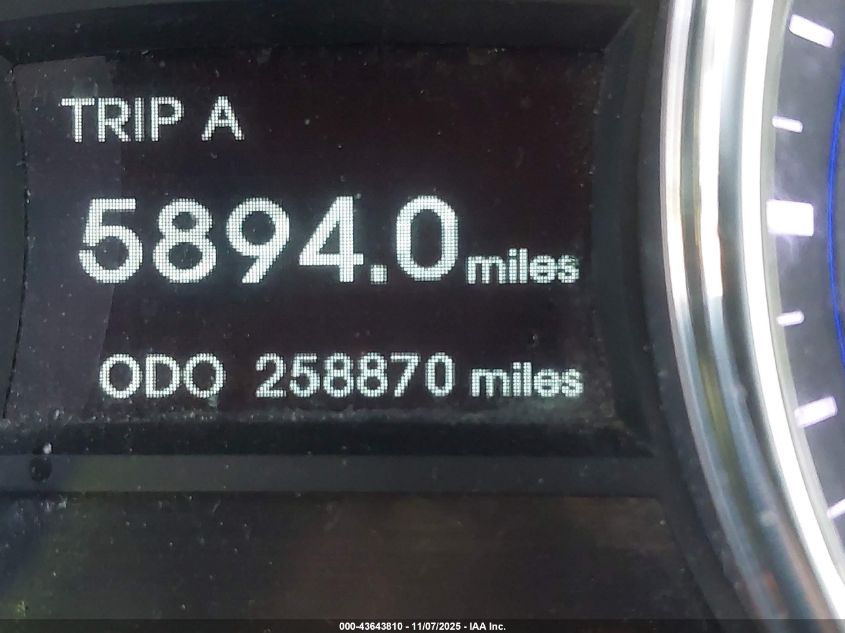 TRIP A
5894.0 miles
ODO 258870 miles
000-43643810 - 11/07/2025 - IAA Inc.